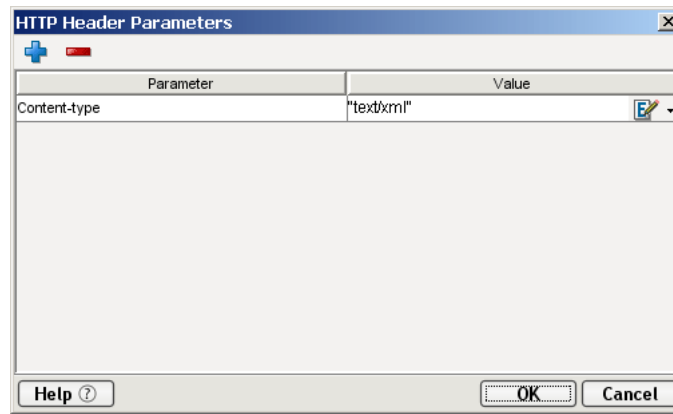 HTTP Header Parameters
Parameter Value
Content-type "text/xml"
Help ? OK Cancel